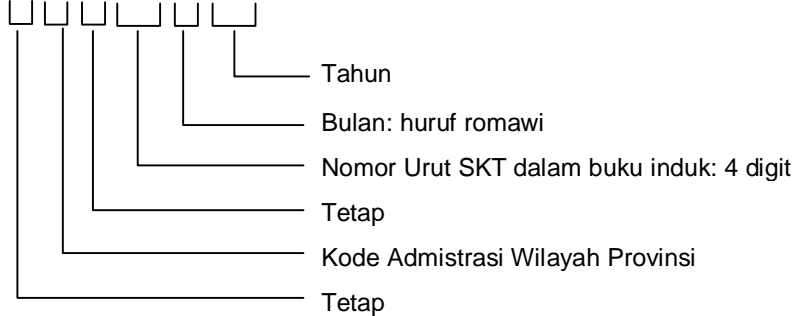 Tahun
Bulan: huruf romawi
Nomor Urut SKT dalam buku induk: 4 digit
Tetap
Kode Admistrasi Wilayah Provinsi
Tetap